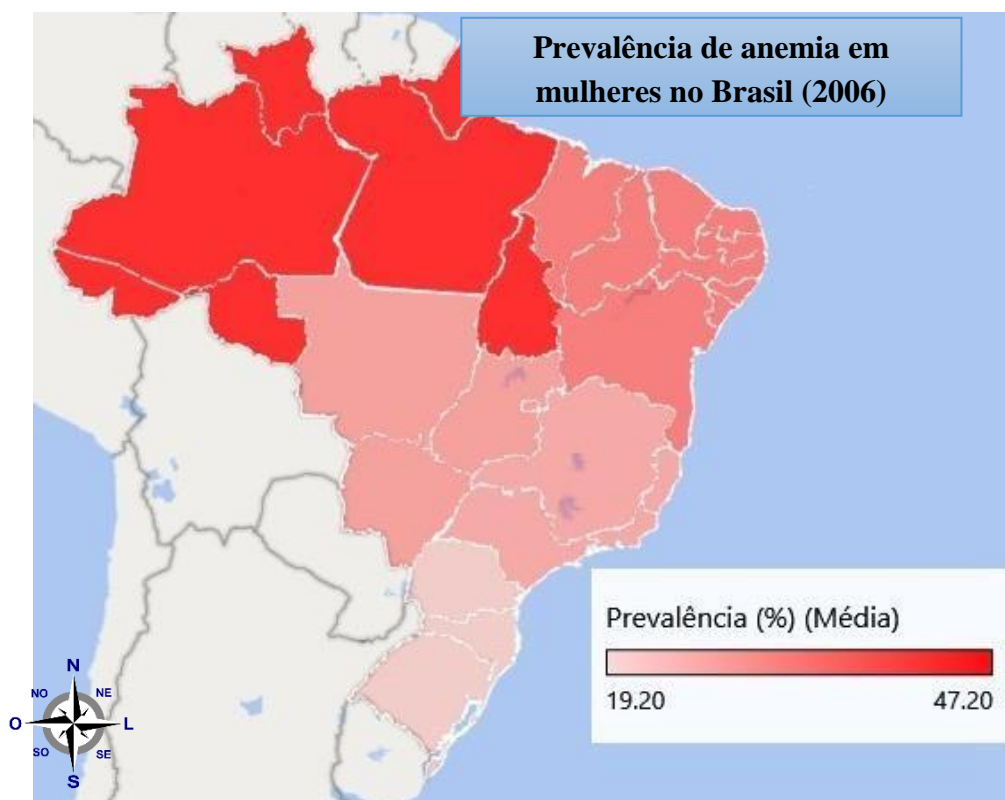 Prevalência de anemia em
mulheres no Brasil (2006)
Prevalência (%) (Média)
19.20 47.20
N
NO NE
O L
SO SE
S